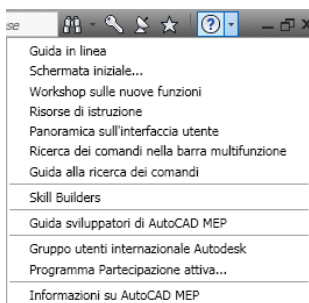 se
Guida in linea
Schermata iniziale...
Workshop sulle nuove funzioni
Risorse di istruzione
Panoramica sull'interfaccia utente
Ricerca dei comandi nella barra multifunzione
Guida alla ricerca dei comandi
Skill Builders
Guida sviluppatori di AutoCAD MEP
Gruppo utenti internazionale Autodesk
Programma Partecipazione attiva...
Informazioni su AutoCAD MEP